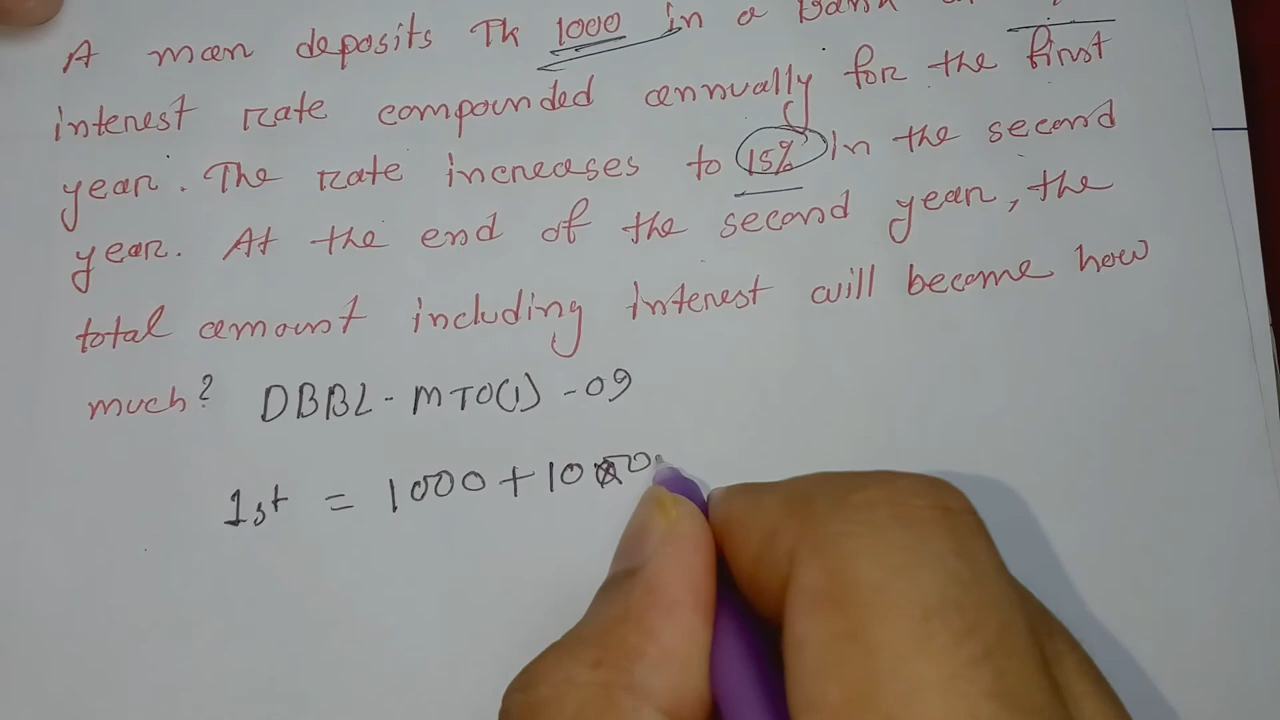 A man deposits Tk 1000 in a Bank
interest rate compounded annually for the first
year. The rate increases to 15% in the second
year. At the end of the second year, the
total amount including interest will become how
much? DBBL - MTO(1) -09
1st = 1000 + 10